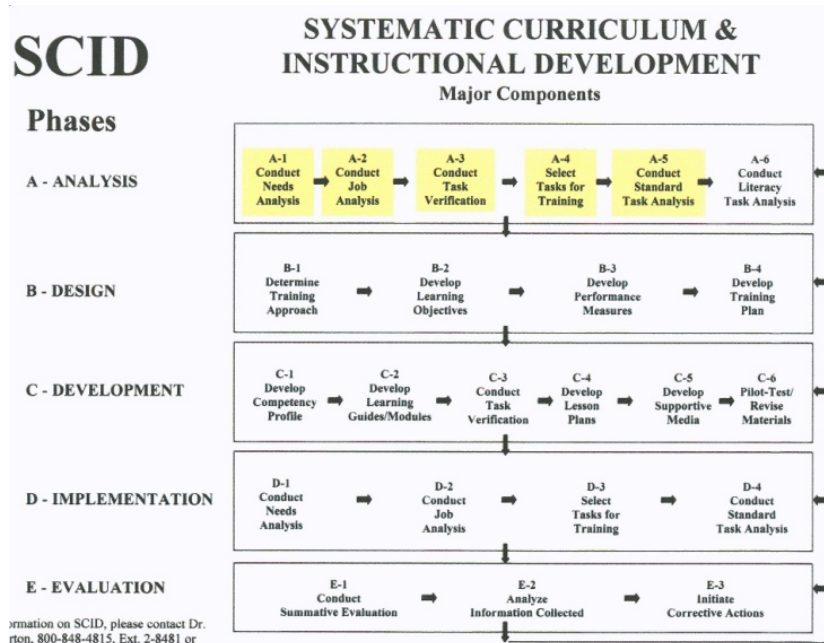 SCID
SYSTEMATIC CURRICULUM &
INSTRUCTIONAL DEVELOPMENT
Major Components
Phases
A - ANALYSIS
A-1
Conduct
Needs
Analysis
A-2
Conduct
Job
Analysis
A-3
Conduct
Task
Verification
A-4
Select
Tasks for
Training
A-5
Conduct
Standard
Task Analysis
A-6
Conduct
Literacy
Task Analysis
B - DESIGN
B-1
Determine
Training
Approach
B-2
Develop
Learning
Objectives
B-3
Develop
Performance
Measures
B-4
Develop
Training
Plan
C - DEVELOPMENT
C-1
Develop
Competency
Profile
C-2
Develop
Learning
Guides/Modules
C-3
Conduct
Task
Verification
C-4
Develop
Lesson
Plans
C-5
Develop
Supportive
Media
C-6
Pilot-Test/
Revise
Materials
D - IMPLEMENTATION
D-1
Conduct
Needs
Analysis
D-2
Conduct
Job
Analysis
D-3
Select
Tasks for
Training
D-4
Conduct
Standard
Task Analysis
E - EVALUATION
E-1
Conduct
Summative Evaluation
E-2
Analyze
Information Collected
E-3
Initiate
Corrective Actions
ormation on SCID, please contact Dr.
rton, 800-848-4815, Ext. 2-8481 or